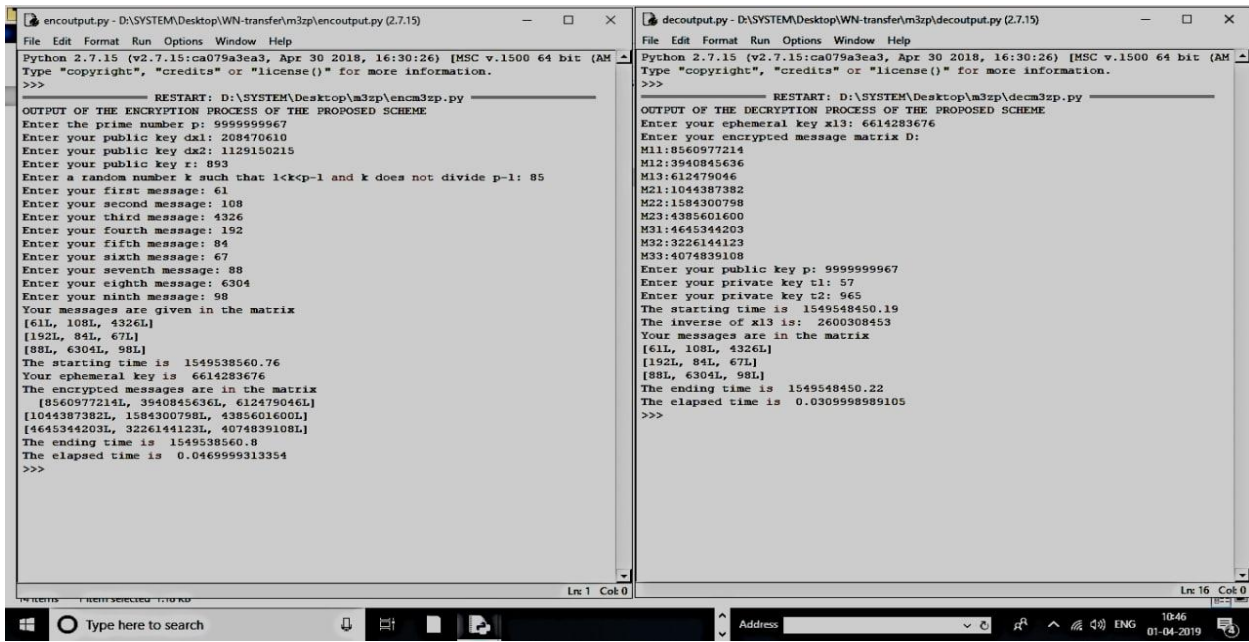 encoutput.py - D:\SYSTEM\Desktop\WN-transfer\m3zp\encoutput.py (2.7.15)
File Edit Format Run Options Window Help
Python 2.7.15 (v2.7.15:ca079a3ea3, Apr 30 2018, 16:30:26) [MSC v.1500 64 bit (AM
Type "copyright", "credits" or "license()" for more information.
>>>
RESTART: D:\SYSTEM\Desktop\m3zp\encm3zp.py
OUTPUT OF THE ENCRYPTION PROCESS OF THE PROPOSED SCHEME
Enter the prime number p: 9999999967
Enter your public key dx1: 208470610
Enter your public key dx2: 1129150215
Enter your public key r: 893
Enter a random number k such that 1<k<p-1 and k does not divide p-1: 85
Enter your first message: 61
Enter your second message: 108
Enter your third message: 4326
Enter your fourth message: 192
Enter your fifth message: 84
Enter your sixth message: 67
Enter your seventh message: 88
Enter your eighth message: 6304
Enter your ninth message: 98
Your messages are given in the matrix
[61L, 108L, 4326L]
[192L, 84L, 67L]
[88L, 6304L, 98L]
The starting time is 1549538560.76
Your ephemeral key is 6614283676
The encrypted messages are in the matrix
[8560977214L, 3940845636L, 612479046L]
[1044387382L, 1584300798L, 4385601600L]
[4645344203L, 3226144123L, 4074839108L]
The ending time is 1549538560.8
The elapsed time is 0.0469999313354
>>>
Ln: 1 Col: 0
decoutput.py - D:\SYSTEM\Desktop\WN-transfer\m3zp\decoutput.py (2.7.15)
File Edit Format Run Options Window Help
Python 2.7.15 (v2.7.15:ca079a3ea3, Apr 30 2018, 16:30:26) [MSC v.1500 64 bit (AM
Type "copyright", "credits" or "license()" for more information.
>>>
RESTART: D:\SYSTEM\Desktop\m3zp\decm3zp.py
OUTPUT OF THE DECRYPTION PROCESS OF THE PROPOSED SCHEME
Enter your ephemeral key x13: 6614283676
Enter your encrypted message matrix D:
M11:8560977214
M12:3940845636
M13:612479046
M21:1044387382
M22:1584300798
M23:4385601600
M31:4645344203
M32:3226144123
M33:4074839108
Enter your public key p: 9999999967
Enter your private key t1: 57
Enter your private key t2: 965
The starting time is 1549548450.19
The inverse of x13 is: 2600308453
Your messages are in the matrix
[61L, 108L, 4326L]
[192L, 84L, 67L]
[88L, 6304L, 98L]
The ending time is 1549548450.22
The elapsed time is 0.0309998989105
>>>
Ln: 16 Col: 0
Type here to search
Address
ENG
10:46
01-04-2019